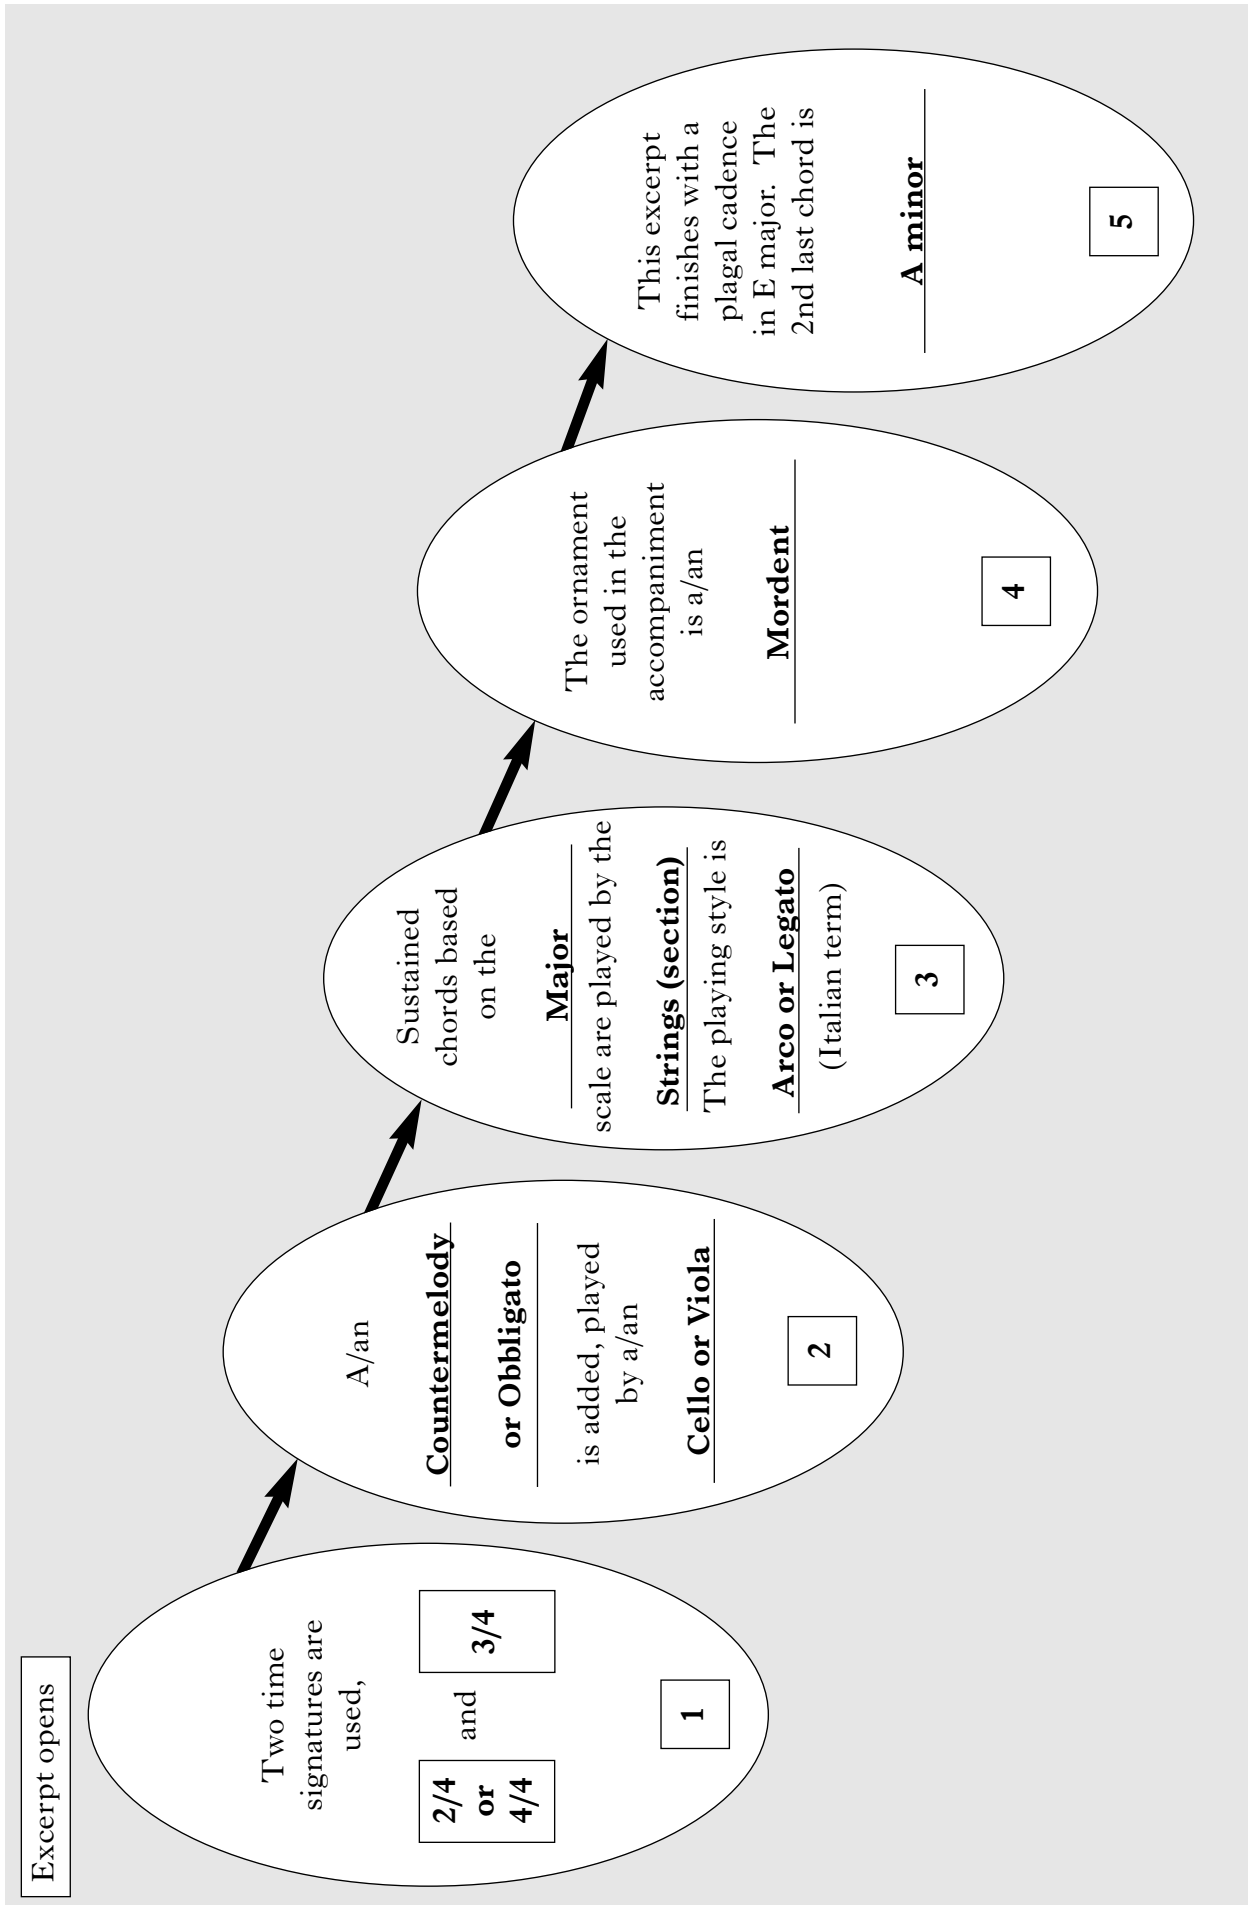 Excerpt opens
Two time
signatures are
used,
2/4
or
4/4
and
3/4
1
A/an
Countermelody
or Obbligato
is added, played
by a/an
Cello or Viola
2
Sustained
chords based
on the
Major
scale are played by the
Strings (section)
The playing style is
Arco or Legato
(Italian term)
3
The ornament
used in the
accompaniment
is a/an
Mordent
4
This excerpt
finishes with a
plagal cadence
in E major. The
2nd last chord is
A minor
5